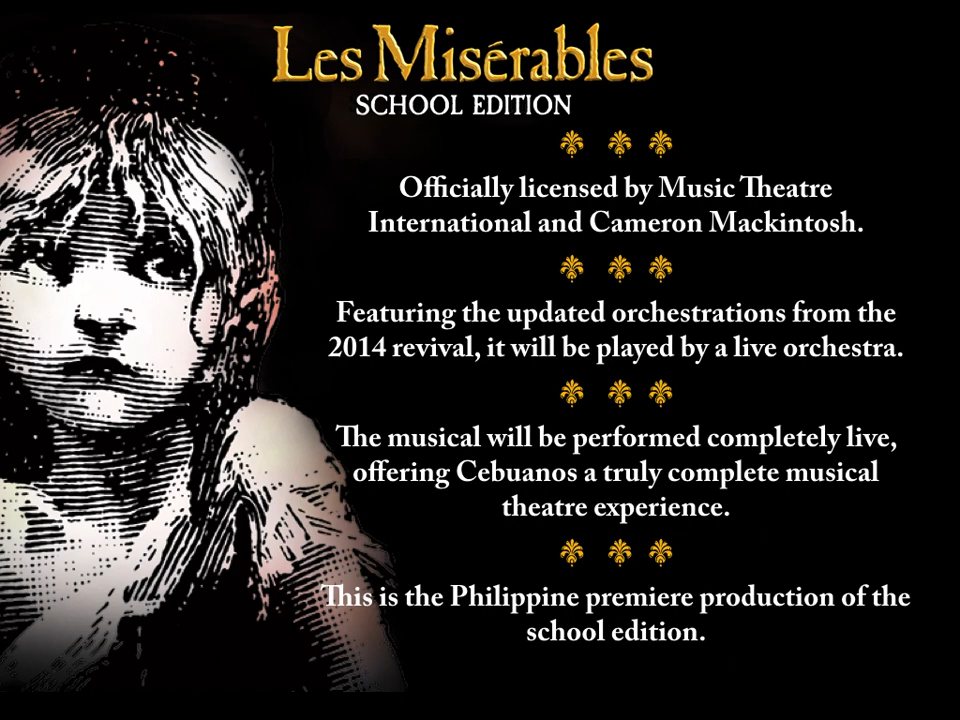 Les Misérables
SCHOOL EDITION
Officially licensed by Music Theatre
International and Cameron Mackintosh.
Featuring the updated orchestrations from the
2014 revival, it will be played by a live orchestra.
The musical will be performed completely live,
offering Cebuanos a truly complete musical
theatre experience.
This is the Philippine premiere production of the
school edition.